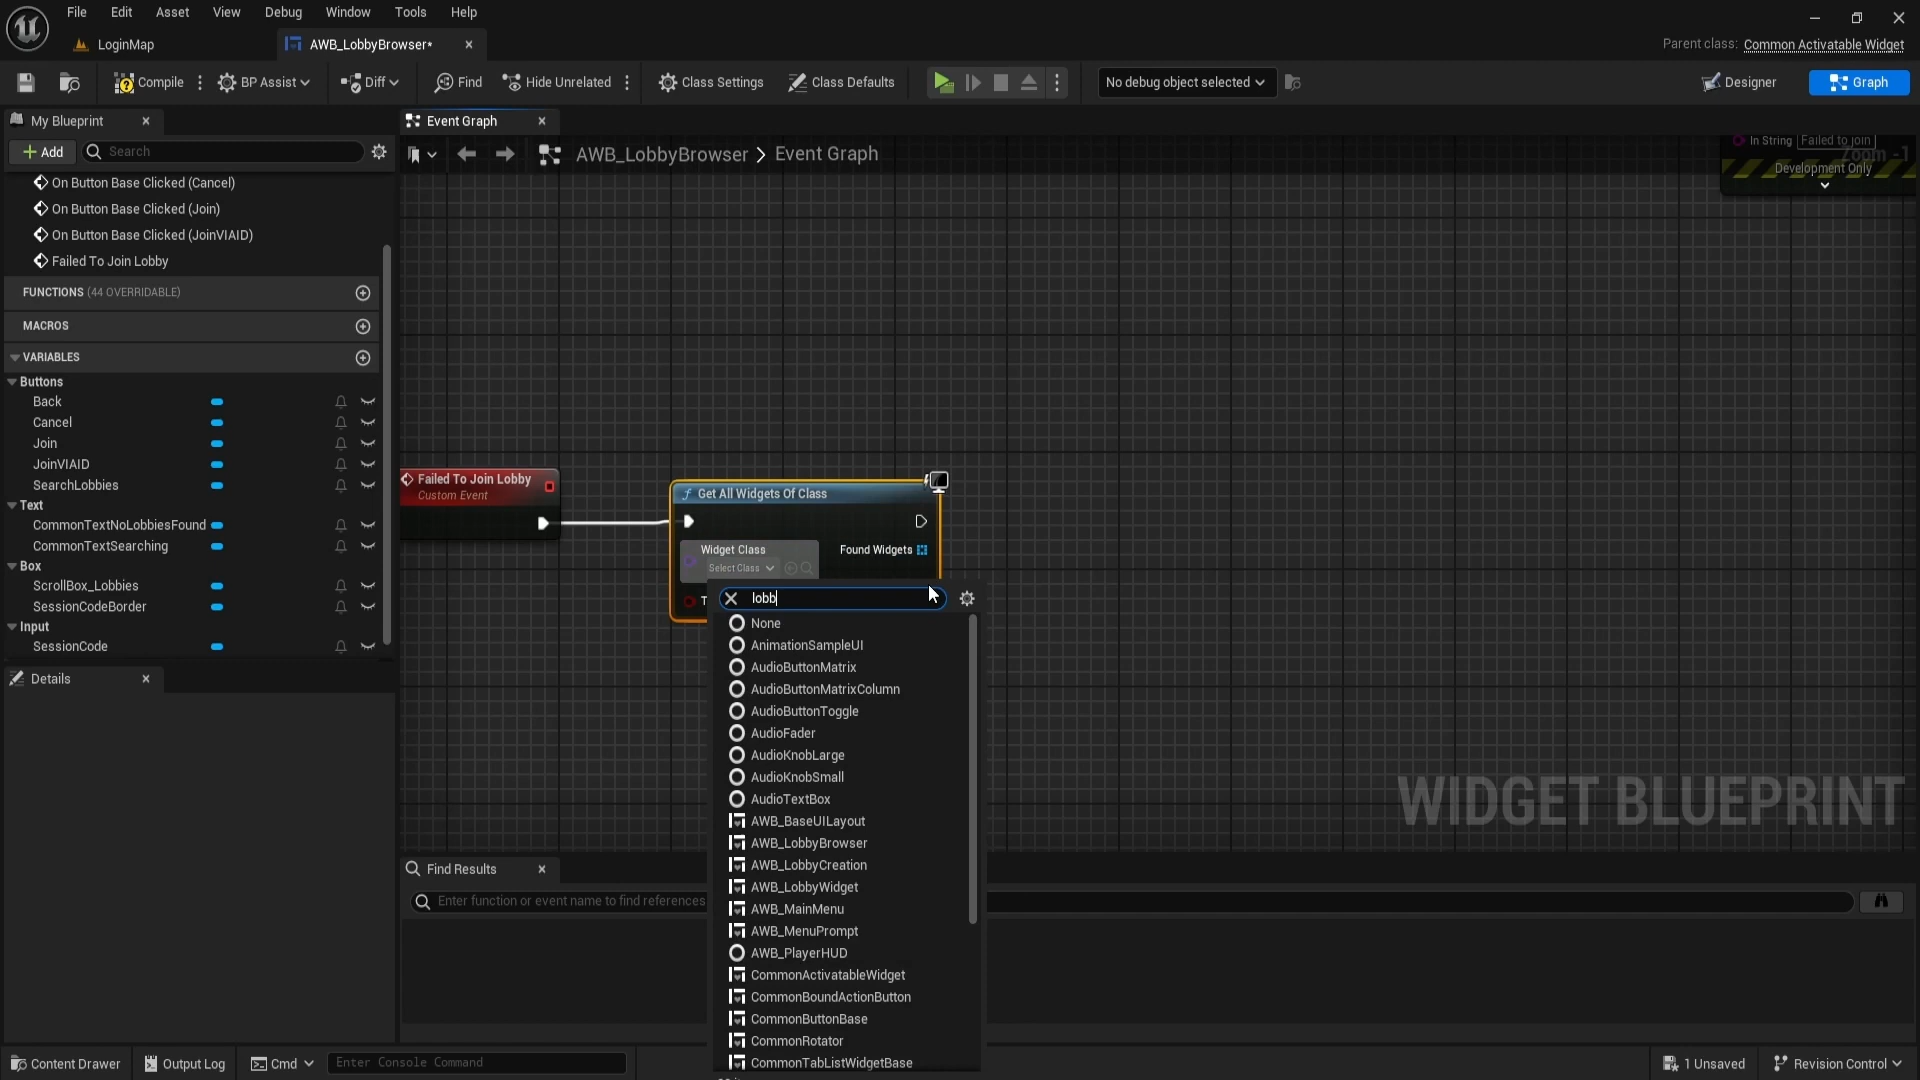 File Edit Asset View Debug Window Tools Help
LoginMap
AWB_LobbyBrowser*
Parent class: Common Activatable Widget
Compile
BP Assist
Diff
Find
Hide Unrelated
Class Settings
Class Defaults
No debug object selected
Designer
Graph
My Blueprint
Add
Search
On Button Base Clicked (Cancel)
On Button Base Clicked (Join)
On Button Base Clicked (JoinVIAID)
Failed To Join Lobby
FUNCTIONS (44 OVERRIDABLE)
MACROS
VARIABLES
Buttons
Back
Cancel
Join
JoinVIAID
SearchLobbies
Text
CommonTextNoLobbiesFound
CommonTextSearching
Box
ScrollBox_Lobbies
SessionCodeBorder
Input
SessionCode
Details
Event Graph
AWB_LobbyBrowser > Event Graph
In String Failed to join
Zoom -1
Development Only
Failed To Join Lobby
Custom Event
Get All Widgets Of Class
Widget Class
Select Class
Found Widgets
T
lobb
None
AnimationSampleUI
AudioButtonMatrix
AudioButtonMatrixColumn
AudioButtonToggle
AudioFader
AudioKnobLarge
AudioKnobSmall
AudioTextBox
AWB_BaseUILayout
AWB_LobbyBrowser
AWB_LobbyCreation
AWB_LobbyWidget
AWB_MainMenu
AWB_MenuPrompt
AWB_PlayerHUD
CommonActivatableWidget
CommonBoundActionButton
CommonButtonBase
CommonRotator
CommonTabListWidgetBase
WIDGET BLUEPRINT
Find Results
Enter function or event name to find references
Content Drawer
Output Log
Cmd
Enter Console Command
1 Unsaved
Revision Control